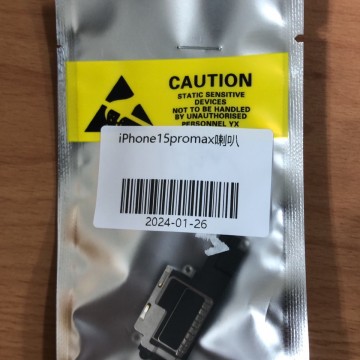 CAUTION
STATIC SENSITIVE
DEVICES
NOT TO BE HANDLED
BY UNAUTHORISED
PERSONNEL YX
iPhone15promax喇叭
2024-01-26